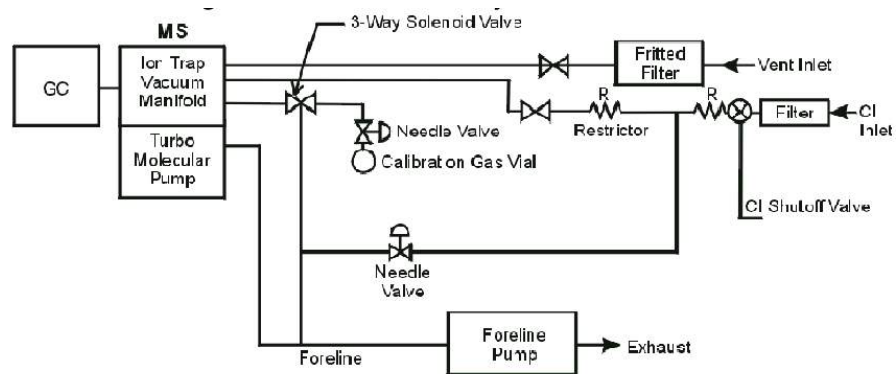 3-Way Solenoid Valve
MS
GC
Ion Trap
Vacuum
Manifold
Fritted
Filter
Vent Inlet
R
Restrictor
R
Filter
CI
Inlet
Needle Valve
Calibration Gas Vial
Turbo
Molecular
Pump
CI Shutoff Valve
Needle
Valve
Foreline
Foreline
Pump
Exhaust